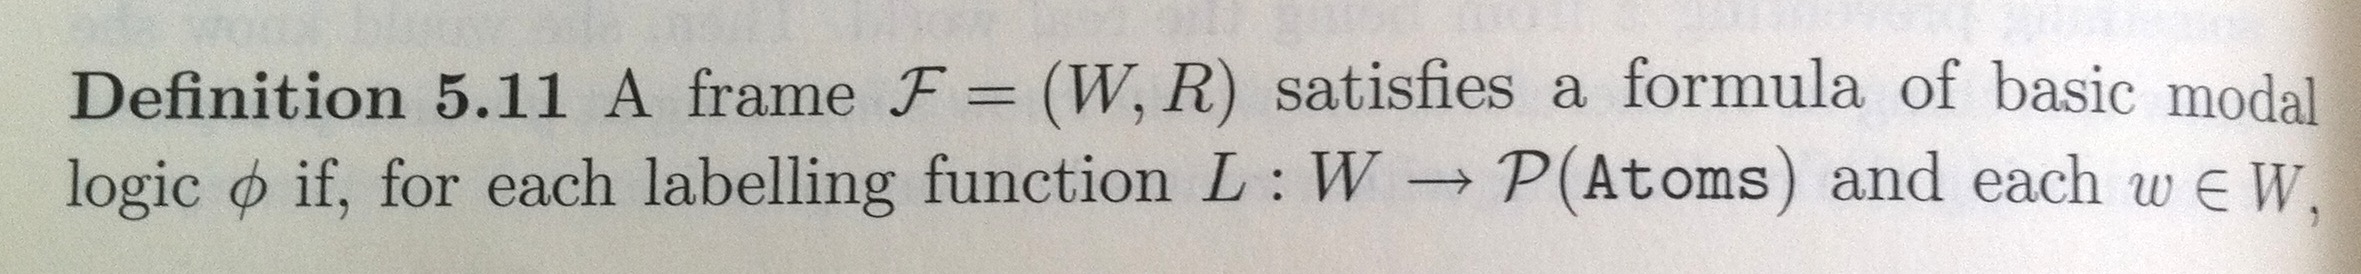 Definition 5.11 A frame ℱ = (W, R) satisfies a formula of basic modal
logic ϕ if, for each labelling function L : W → 𝒫(Atoms) and each w ∈ W,